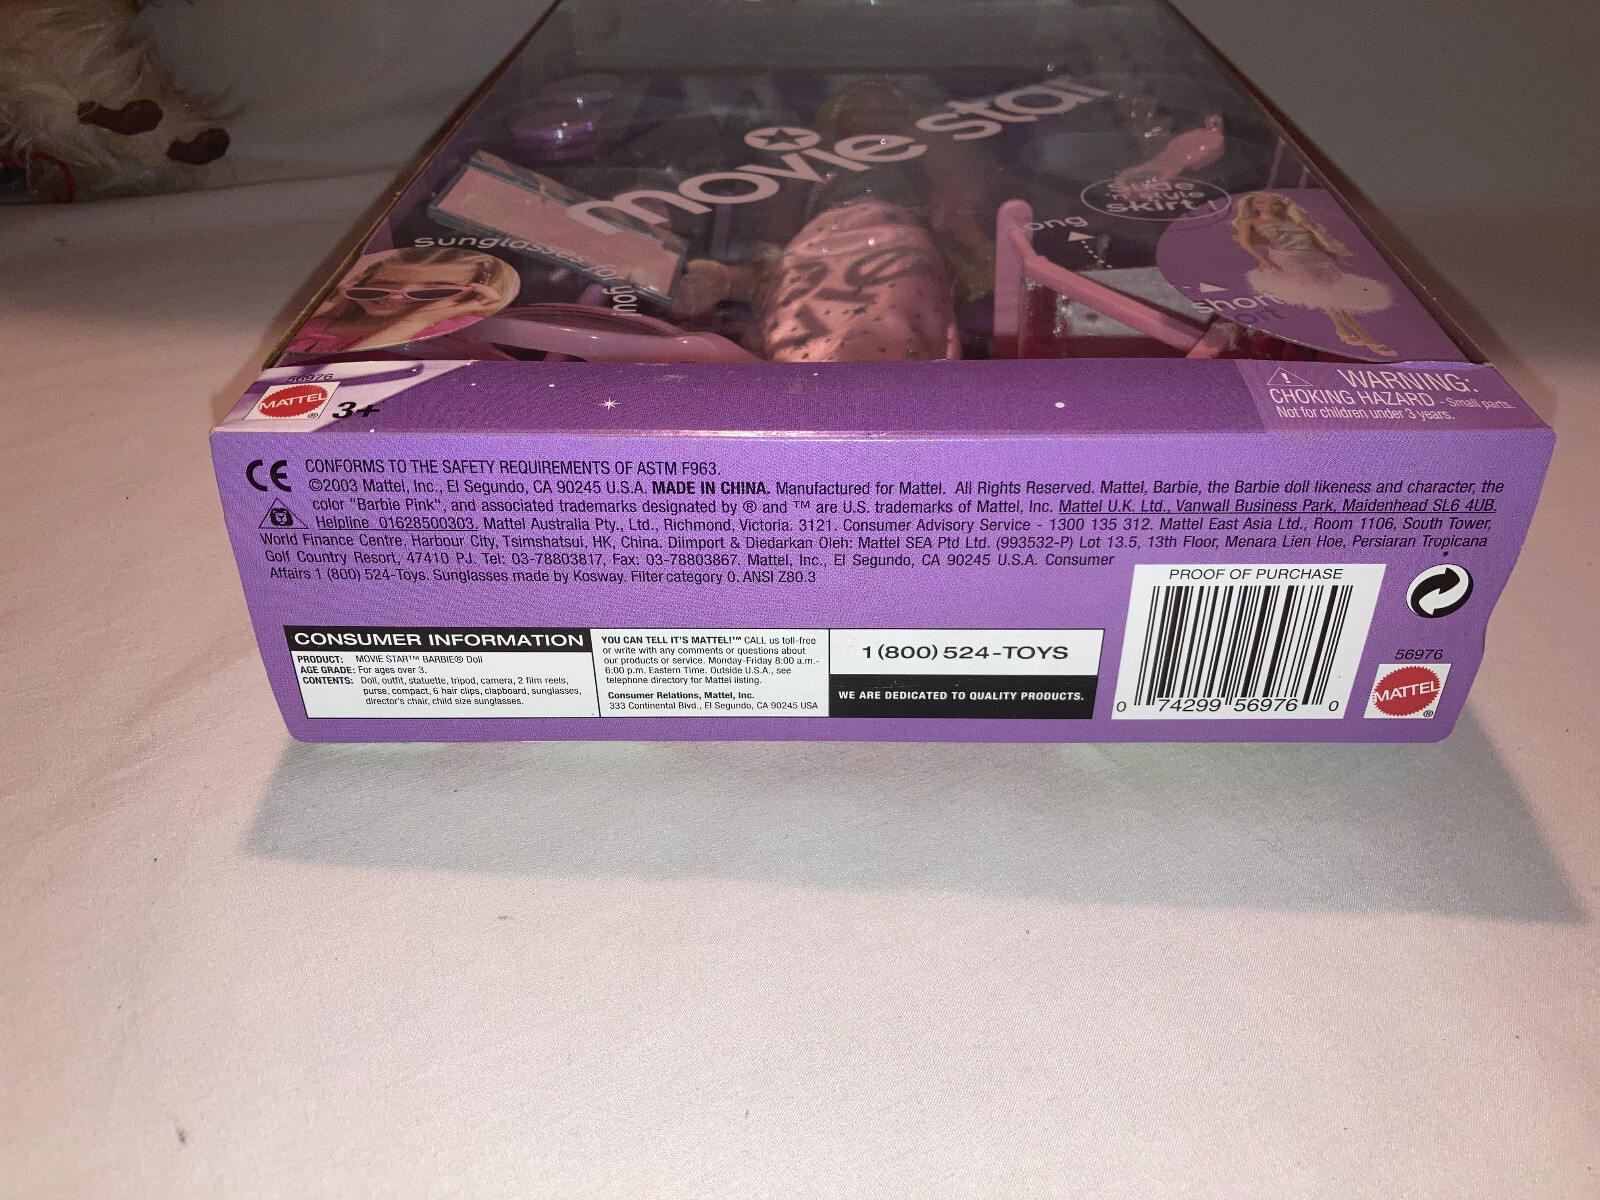 movie star
sunglasses for
you
Slide
skirt!
long
short
56976
MATTEL
®
3+
WARNING:
CHOKING HAZARD - Small parts.
Not for children under 3 years.
CE
CONFORMS TO THE SAFETY REQUIREMENTS OF ASTM F963.
©2003 Mattel, Inc., El Segundo, CA 90245 U.S.A. MADE IN CHINA. Manufactured for Mattel. All Rights Reserved. Mattel, Barbie, the Barbie doll likeness and character, the
color "Barbie Pink", and associated trademarks designated by ® and ™ are U.S. trademarks of Mattel, Inc. Mattel U.K. Ltd., Vanwall Business Park, Maidenhead SL6 4UB.
Helpline 01628500303. Mattel Australia Pty., Ltd., Richmond, Victoria. 3121. Consumer Advisory Service - 1300 135 312. Mattel East Asia Ltd., Room 1106, South Tower,
World Finance Centre, Harbour City, Tsimshatsui, HK, China. Diimport & Diedarkan Oleh: Mattel SEA Ptd Ltd. (993532-P) Lot 13.5, 13th Floor, Menara Lien Hoe, Persiaran Tropicana
Golf Country Resort, 47410 PJ. Tel: 03-78803817, Fax: 03-78803867. Mattel, Inc., El Segundo, CA 90245 U.S.A. Consumer
Affairs 1 (800) 524-Toys. Sunglasses made by Kosway. Filter category 0. ANSI Z80.3
CONSUMER INFORMATION
PRODUCT: MOVIE STAR™ BARBIE® Doll
AGE GRADE: For ages over 3.
CONTENTS: Doll, outfit, statuette, tripod, camera, 2 film reels,
purse, compact, 6 hair clips, clapboard, sunglasses,
director's chair, child size sunglasses.
YOU CAN TELL IT'S MATTEL!™ CALL us toll-free
or write with any comments or questions about
our products or service. Monday-Friday 8:00 a.m.-
6:00 p.m. Eastern Time. Outside U.S.A., see
telephone directory for Mattel listing.
Consumer Relations, Mattel, Inc.
333 Continental Blvd., El Segundo, CA 90245 USA
1 (800) 524-TOYS
WE ARE DEDICATED TO QUALITY PRODUCTS.
PROOF OF PURCHASE
0 74299 56976 0
56976
MATTEL
®